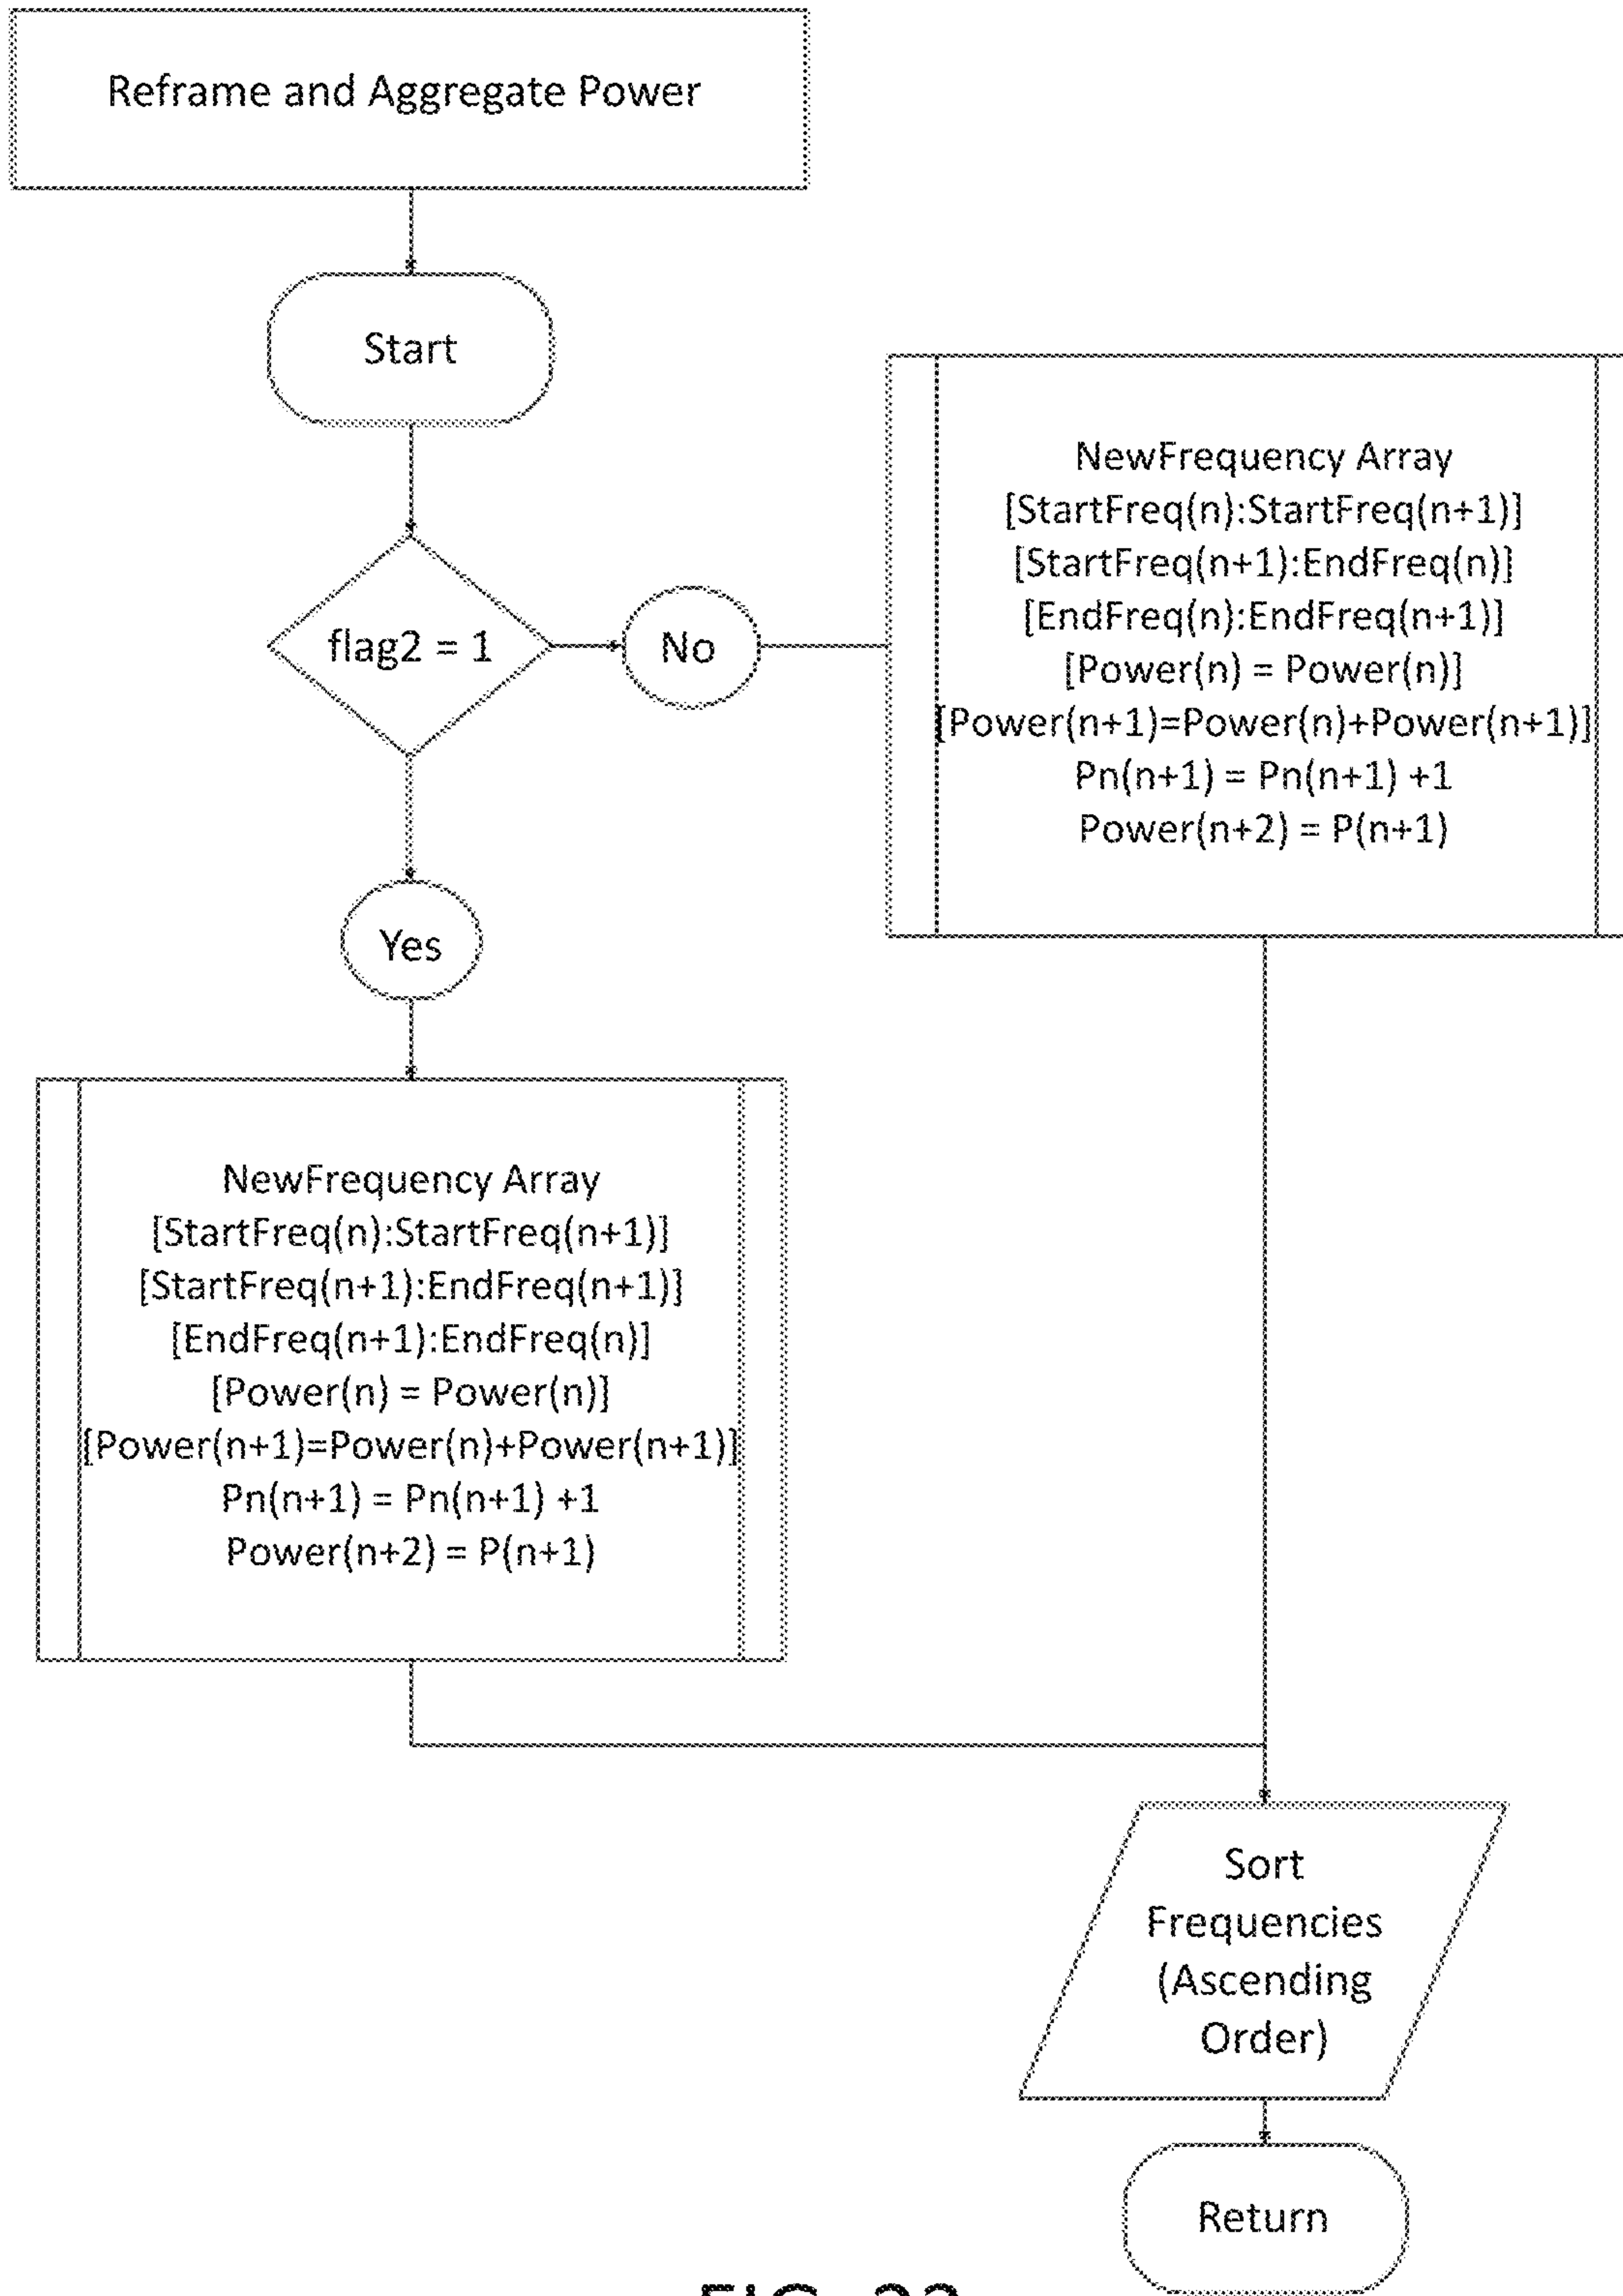 Reframe and Aggregate Power
Start
flag2 = 1
No
NewFrequency Array
[StartFreq(n):StartFreq(n+1)]
[StartFreq(n+1):EndFreq(n)]
[EndFreq(n):EndFreq(n+1)]
[Power(n) = Power(n)]
[Power(n+1)=Power(n)+Power(n+1)]
Pn(n+1) = Pn(n+1) +1
Power(n+2) = P(n+1)
Yes
NewFrequency Array
[StartFreq(n):StartFreq(n+1)]
[StartFreq(n+1):EndFreq(n+1)]
[EndFreq(n+1):EndFreq(n)]
[Power(n) = Power(n)]
[Power(n+1)=Power(n)+Power(n+1)]
Pn(n+1) = Pn(n+1) +1
Power(n+2) = P(n+1)
Sort
Frequencies
(Ascending
Order)
Return